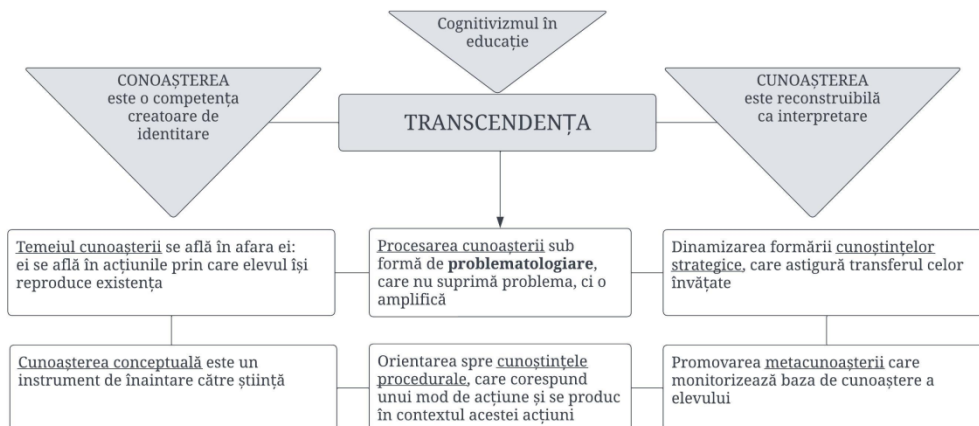 Cognitivizmul în
educație
CONOAȘTEREA
este o competența
creatoare de
identitare
TRANSCENDENȚA
CUNOAȘTEREA
este reconstruibilă
ca interpretare
Temeiul cunoașterii se află în afara ei:
ei se află în acțiunile prin care elevul își
reproduce existența
Procesarea cunoașterii sub
formă de problematologiare,
care nu suprimă problema, ci o
amplifică
Dinamizarea formării cunoștințelor
strategice, care astigură transferul celor
învățate
Cunoașterea conceptuală este un
instrument de înaintare către știință
Orientarea spre cunoștințele
procedurale, care corespund
unui mod de acțiune și se produc
în contextul acestei acțiuni
Promovarea metacunoașterii care
monitorizează baza de cunoaștere a
elevului